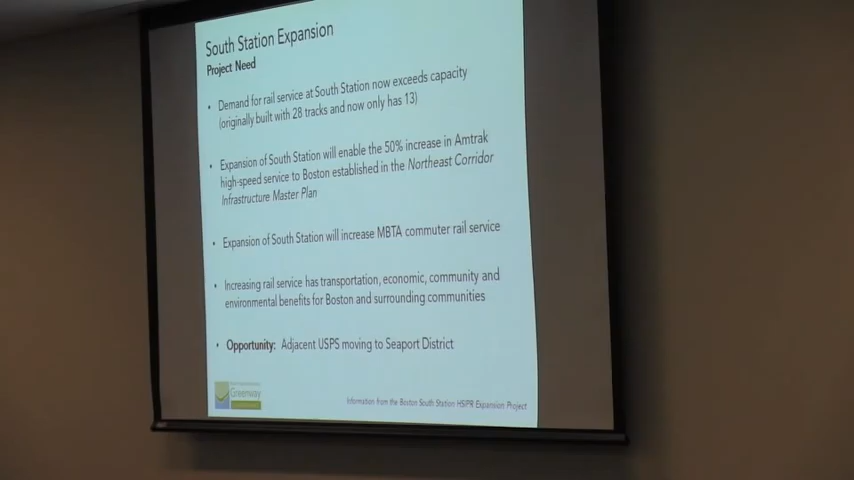 South Station Expansion
Project Need
• Demand for rail service at South Station now exceeds capacity
(originally built with 28 tracks and now only has 13)
• Expansion of South Station will enable the 50% increase in Amtrak
high-speed service to Boston established in the Northeast Corridor
Infrastructure Master Plan
• Expansion of South Station will increase MBTA commuter rail service
• Increasing rail service has transportation, economic, community and
environmental benefits for Boston and surrounding communities
• Opportunity: Adjacent USPS moving to Seaport District
Greenway
Information from the Boston South Station HSIPR Expansion Project